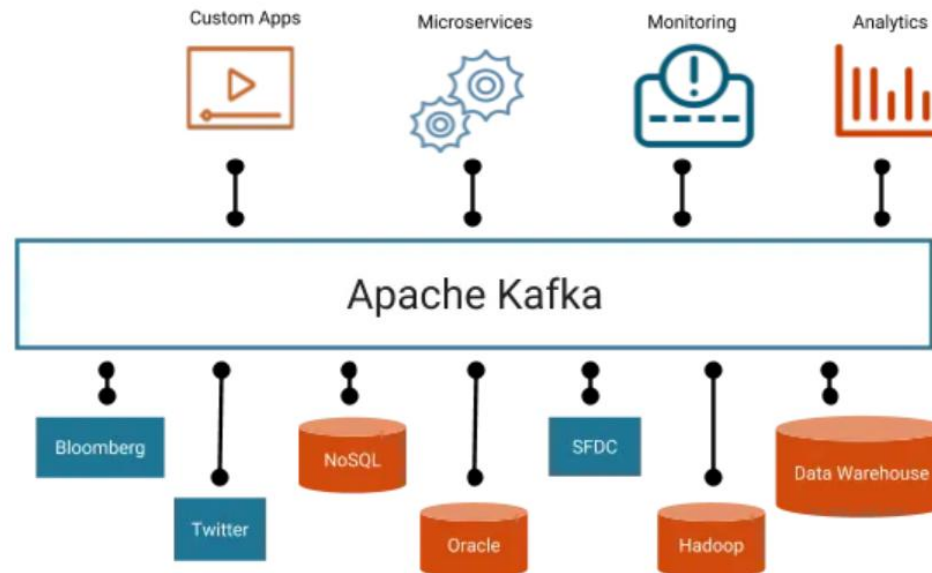 Custom Apps
Microservices
Monitoring
Analytics
Apache Kafka
Bloomberg
NoSQL
SFDC
Data Warehouse
Twitter
Oracle
Hadoop